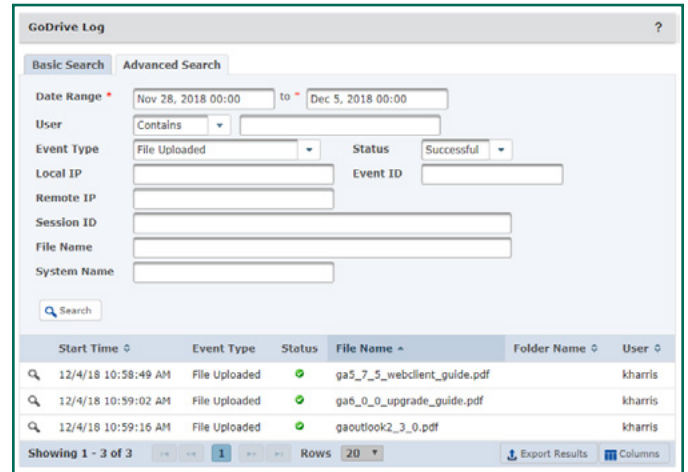 GoDrive Log ?
Basic Search Advanced Search
Date Range * Nov 28, 2018 00:00 to * Dec 5, 2018 00:00
User Contains
Event Type File Uploaded Status Successful
Local IP Event ID
Remote IP
Session ID
File Name
System Name
Search
Start Time Event Type Status File Name Folder Name User
12/4/18 10:58:49 AM File Uploaded ga5_7_5_webclient_guide.pdf kharris
12/4/18 10:59:02 AM File Uploaded ga6_0_0_upgrade_guide.pdf kharris
12/4/18 10:59:16 AM File Uploaded gaoutlook2_3_0.pdf kharris
Showing 1 - 3 of 3 1 Rows 20 Export Results Columns